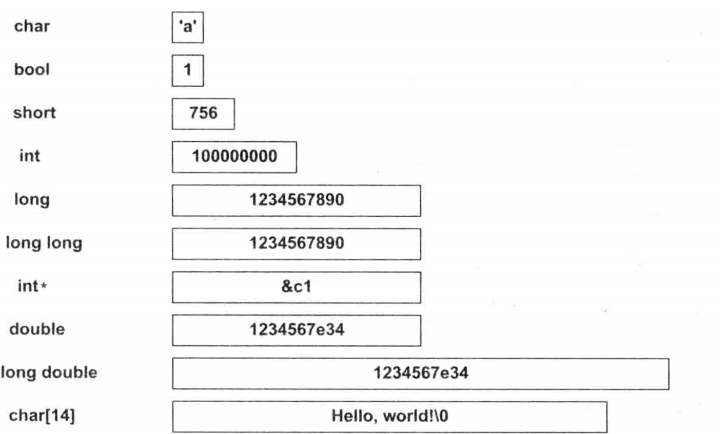 char 'a'
bool 1
short 756
int 100000000
long 1234567890
long long 1234567890
int* &c1
double 1234567e34
long double 1234567e34
char[14] Hello, world!\0